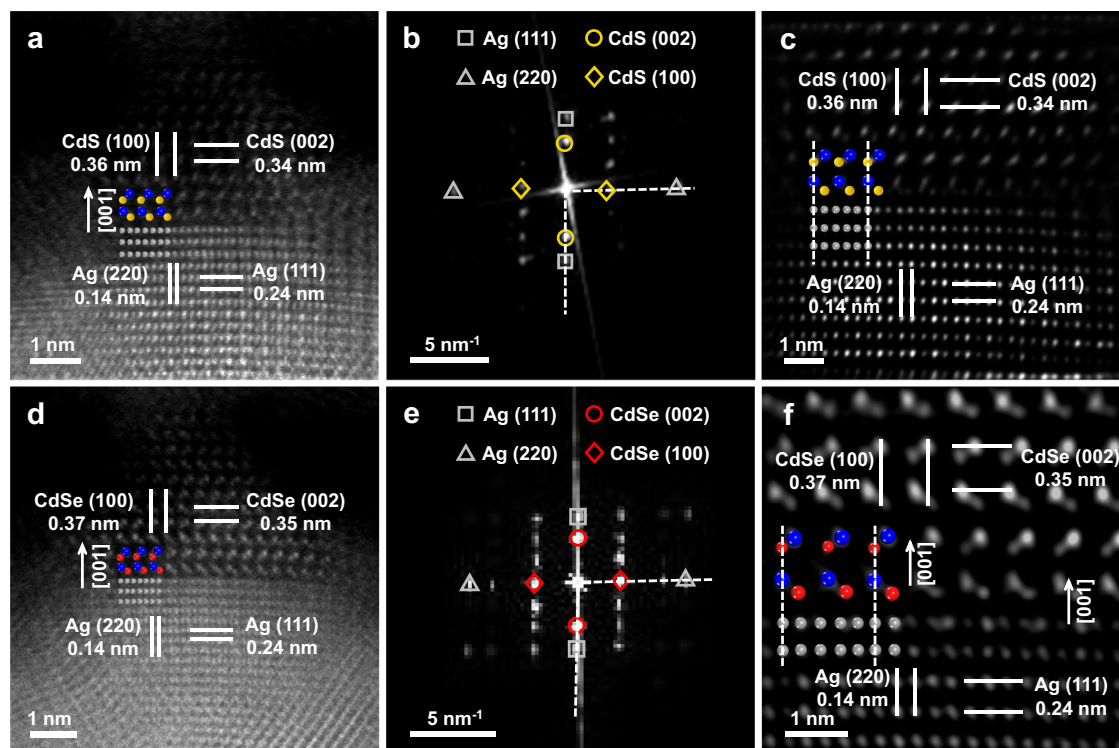 a
CdS (100)
0.36 nm
CdS (002)
0.34 nm
[001]
Ag (220)
0.14 nm
Ag (111)
0.24 nm
1 nm
b
Ag (111)
CdS (002)
Ag (220)
CdS (100)
5 nm-1
c
CdS (100)
0.36 nm
CdS (002)
0.34 nm
Ag (220)
0.14 nm
Ag (111)
0.24 nm
1 nm
d
CdSe (100)
0.37 nm
CdSe (002)
0.35 nm
[001]
Ag (220)
0.14 nm
Ag (111)
0.24 nm
1 nm
e
Ag (111)
CdSe (002)
Ag (220)
CdSe (100)
5 nm-1
f
CdSe (100)
0.37 nm
CdSe (002)
0.35 nm
[001]
[001]
Ag (220)
0.14 nm
Ag (111)
0.24 nm
1 nm